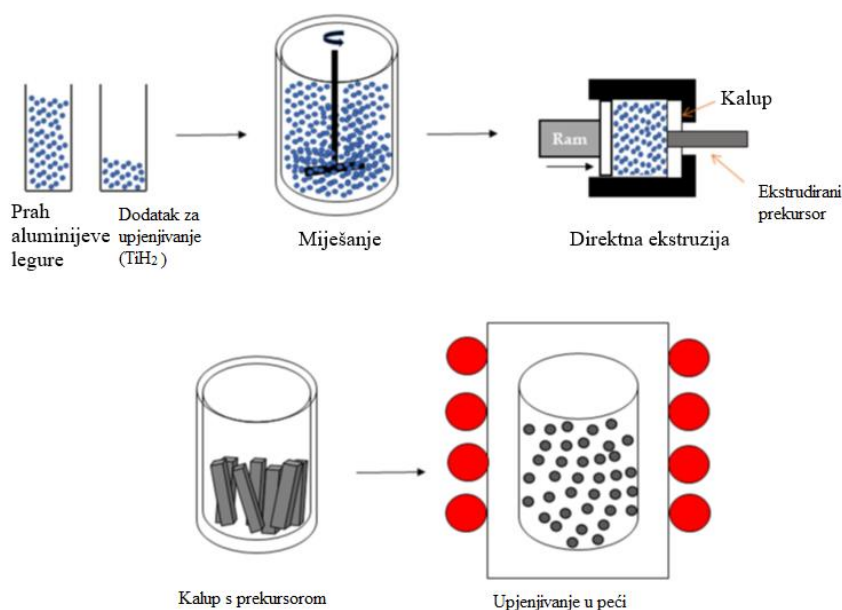 Prah
aluminijeve
legure
Dodatak za
upjenjivanje
(TiH2 )
Miješanje
Ram
Kalup
Ekstrudirani
prekursor
Direktna ekstruzija
Kalup s prekursorom
Upjenjivanje u peći